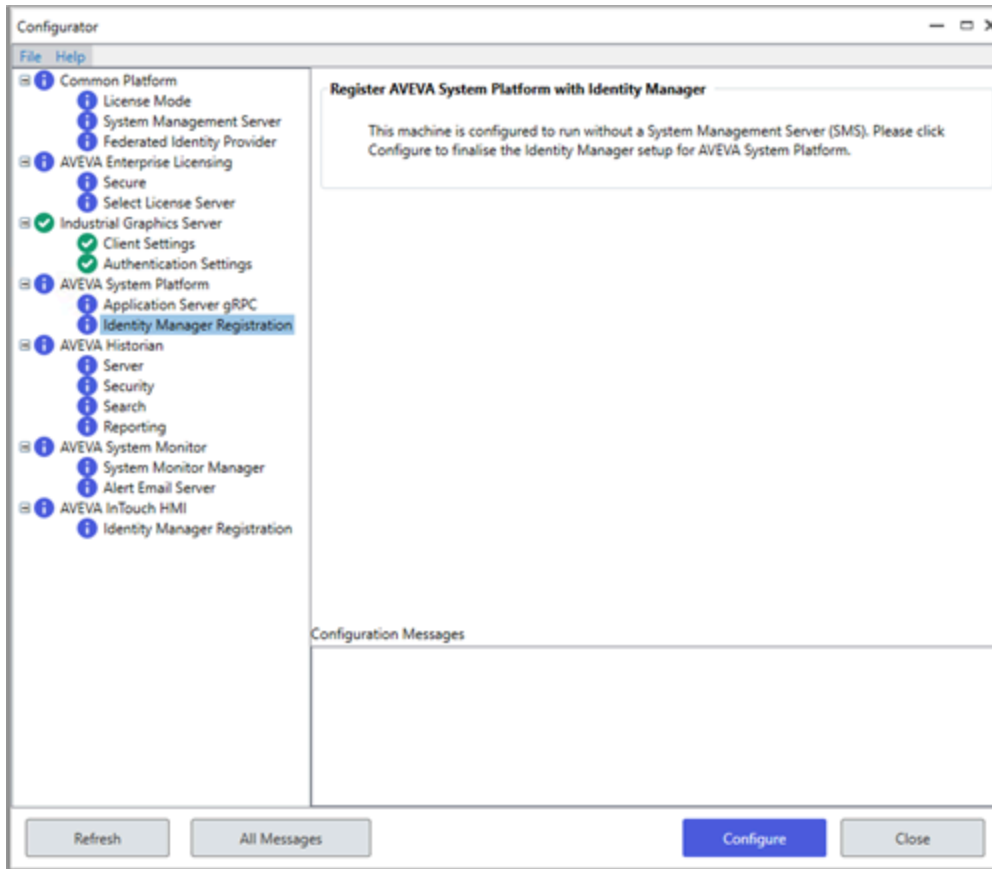 Configurator
File Help
Common Platform
License Mode
System Management Server
Federated Identity Provider
AVEVA Enterprise Licensing
Secure
Select License Server
Industrial Graphics Server
Client Settings
Authentication Settings
AVEVA System Platform
Application Server gRPC
Identity Manager Registration
AVEVA Historian
Server
Security
Search
Reporting
AVEVA System Monitor
System Monitor Manager
Alert Email Server
AVEVA InTouch HMI
Identity Manager Registration
Register AVEVA System Platform with Identity Manager
This machine is configured to run without a System Management Server (SMS). Please click
Configure to finalise the Identity Manager setup for AVEVA System Platform.
Configuration Messages
Refresh
All Messages
Configure
Close